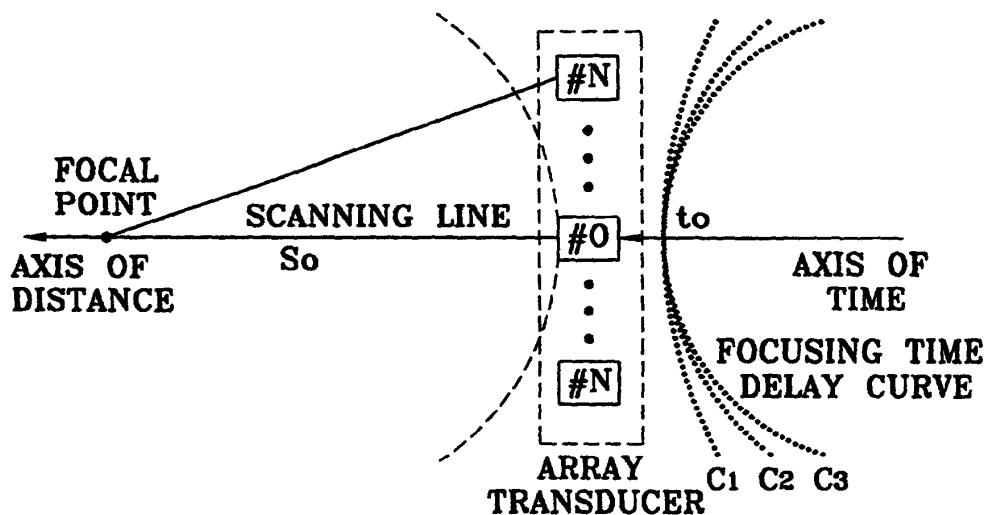 #N
FOCAL
POINT
SCANNING LINE
to
#0
So
AXIS OF
DISTANCE
AXIS OF
TIME
FOCUSING TIME
DELAY CURVE
#N
ARRAY
TRANSDUCER
C1 C2 C3